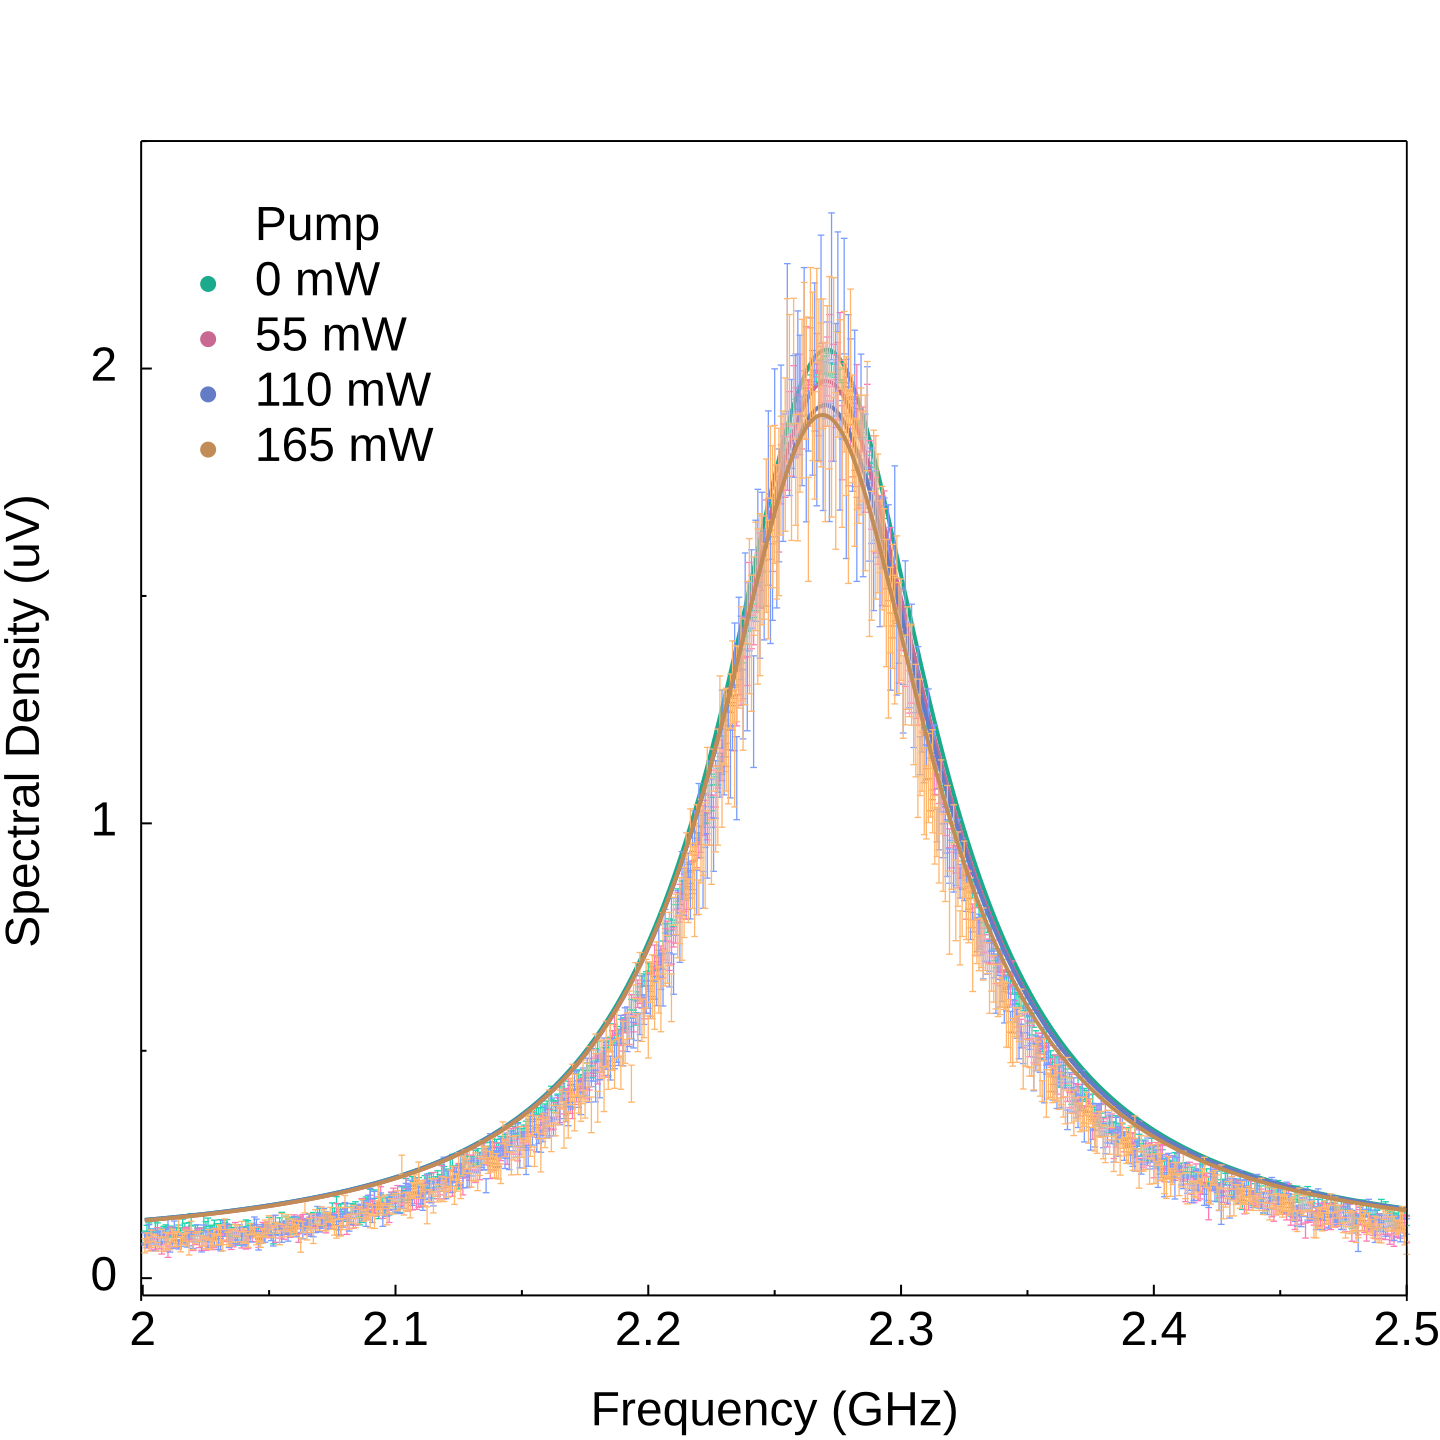 Pump
0 mW
55 mW
110 mW
165 mW
Spectral Density (uV)
2
1
0
2 2.1 2.2 2.3 2.4 2.5
Frequency (GHz)